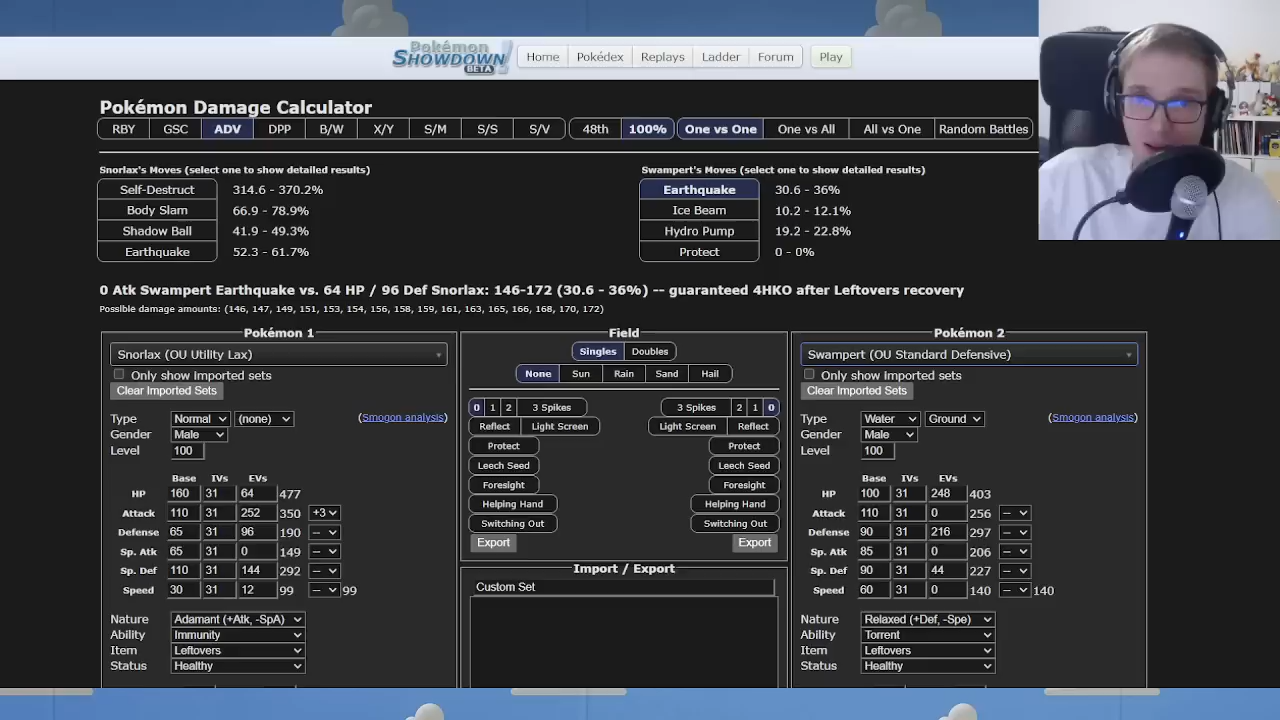 Pokémon SHOWDOWN! BETA Home Pokédex Replays Ladder Forum Play
Pokémon Damage Calculator
RBY GSC ADV DPP B/W X/Y S/M S/S S/V 48th 100% One vs One One vs All All vs One Random Battles
Snorlax's Moves (select one to show detailed results)
Self-Destruct 314.6 - 370.2%
Body Slam 66.9 - 78.9%
Shadow Ball 41.9 - 49.3%
Earthquake 52.3 - 61.7%
Swampert's Moves (select one to show detailed results)
Earthquake 30.6 - 36%
Ice Beam 10.2 - 12.1%
Hydro Pump 19.2 - 22.8%
Protect 0 - 0%
0 Atk Swampert Earthquake vs. 64 HP / 96 Def Snorlax: 146-172 (30.6 - 36%) -- guaranteed 4HKO after Leftovers recovery
Possible damage amounts: (146, 147, 149, 151, 153, 154, 156, 158, 159, 161, 163, 165, 166, 168, 170, 172)
Pokémon 1
Snorlax (OU Utility Lax)
Only show imported sets
Clear Imported Sets
Type Normal (none) (Smogon analysis)
Gender Male
Level 100
Base IVs EVs
HP 160 31 64 477
Attack 110 31 252 350 +3
Defense 65 31 96 190 --
Sp. Atk 65 31 0 149 --
Sp. Def 110 31 144 292 --
Speed 30 31 12 99 -- 99
Nature Adamant (+Atk, -SpA)
Ability Immunity
Item Leftovers
Status Healthy
Field
Singles Doubles
None Sun Rain Sand Hail
0 1 2 3 Spikes 3 Spikes 2 1 0
Reflect Light Screen Light Screen Reflect
Protect Protect
Leech Seed Leech Seed
Foresight Foresight
Helping Hand Helping Hand
Switching Out Switching Out
Export Export
Import / Export
Custom Set
Pokémon 2
Swampert (OU Standard Defensive)
Only show imported sets
Clear Imported Sets
Type Water Ground (Smogon analysis)
Gender Male
Level 100
Base IVs EVs
HP 100 31 248 403
Attack 110 31 0 256 --
Defense 90 31 216 297 --
Sp. Atk 85 31 0 206 --
Sp. Def 90 31 44 227 --
Speed 60 31 0 140 -- 140
Nature Relaxed (+Def, -Spe)
Ability Torrent
Item Leftovers
Status Healthy